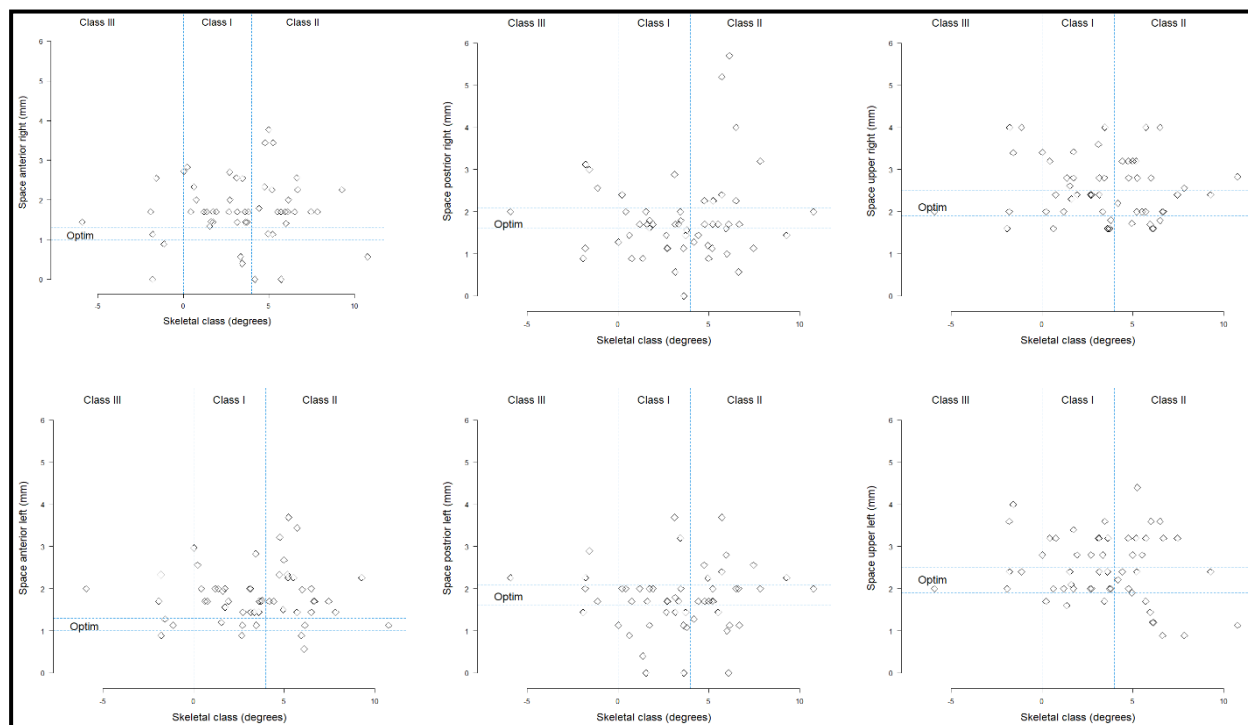 Class III Class I Class II
6
5
4
3
2
1
0
Space anterior right (mm)
Optim
-5 0 5 10
Skeletal class (degrees)
Class III Class I Class II
6
5
4
3
2
1
0
Space postrior right (mm)
Optim
-5 0 5 10
Skeletal class (degrees)
Class III Class I Class II
6
5
4
3
2
1
0
Space upper right (mm)
Optim
-5 0 5 10
Skeletal class (degrees)
Class III Class I Class II
6
5
4
3
2
1
0
Space anterior left (mm)
Optim
-5 0 5 10
Skeletal class (degrees)
Class III Class I Class II
6
5
4
3
2
1
0
Space postrior left (mm)
Optim
-5 0 5 10
Skeletal class (degrees)
Class III Class I Class II
6
5
4
3
2
1
0
Space upper left (mm)
Optim
-5 0 5 10
Skeletal class (degrees)